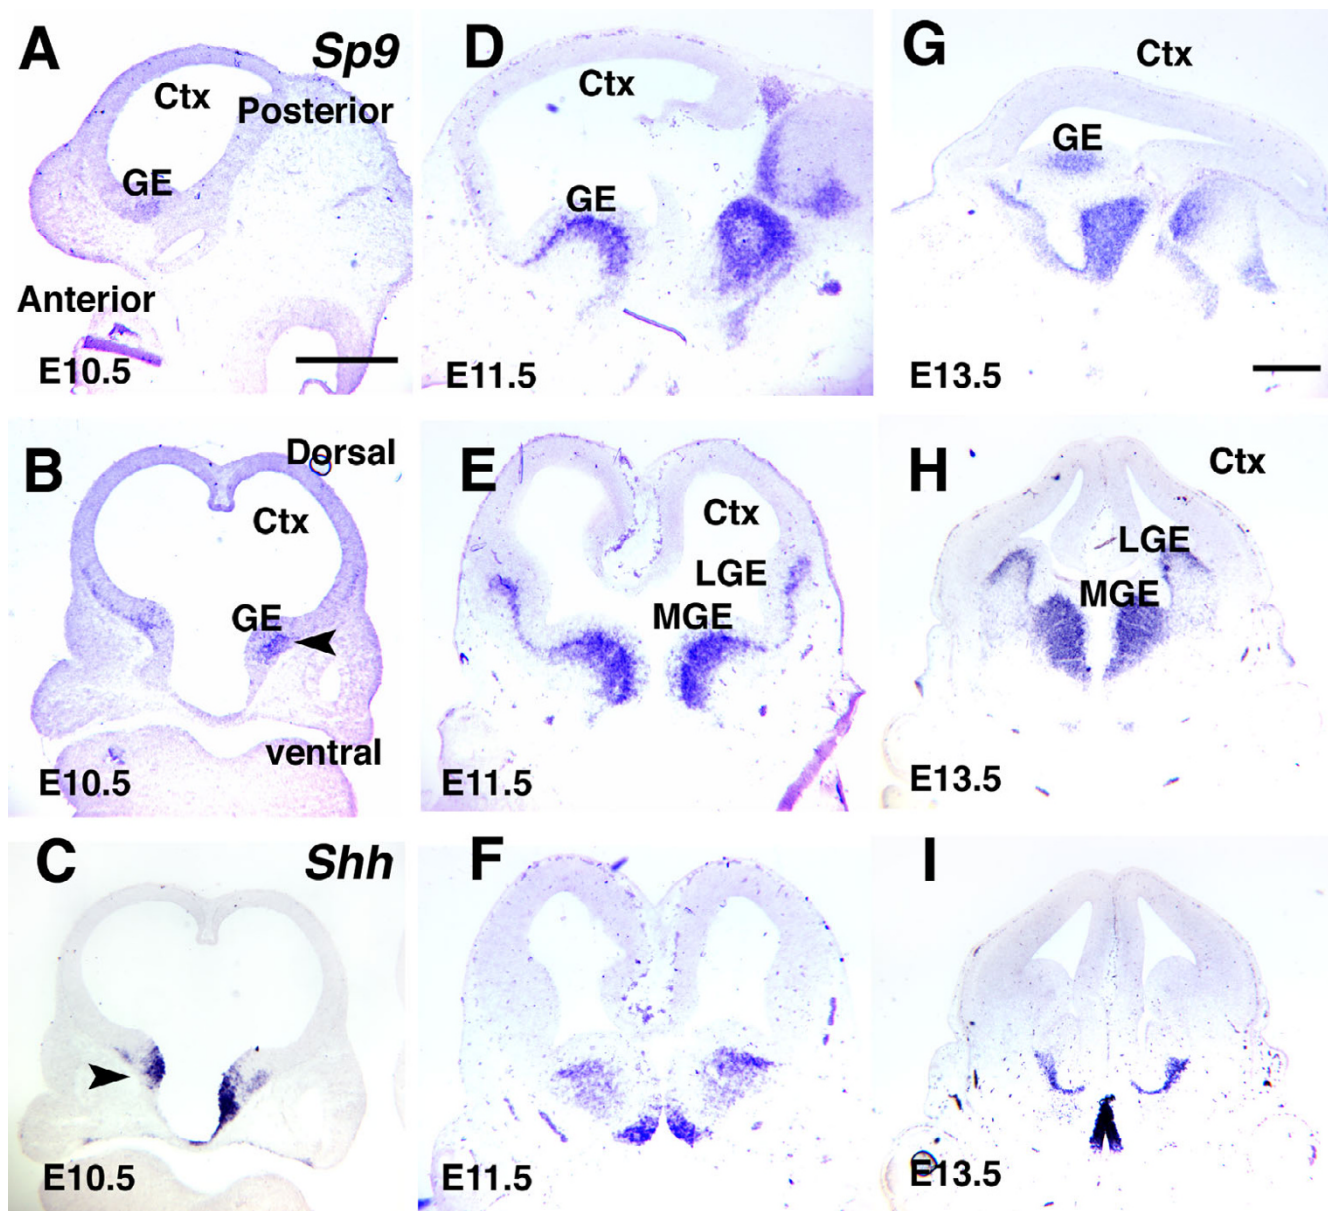 A
Sp9
Ctx
Posterior
GE
Anterior
E10.5
D
Ctx
GE
E11.5
G
Ctx
GE
E13.5
B
Dorsal
Ctx
GE
ventral
E10.5
E
Ctx
LGE
MGE
E11.5
H
Ctx
LGE
MGE
E13.5
C
Shh
E10.5
F
E11.5
I
E13.5